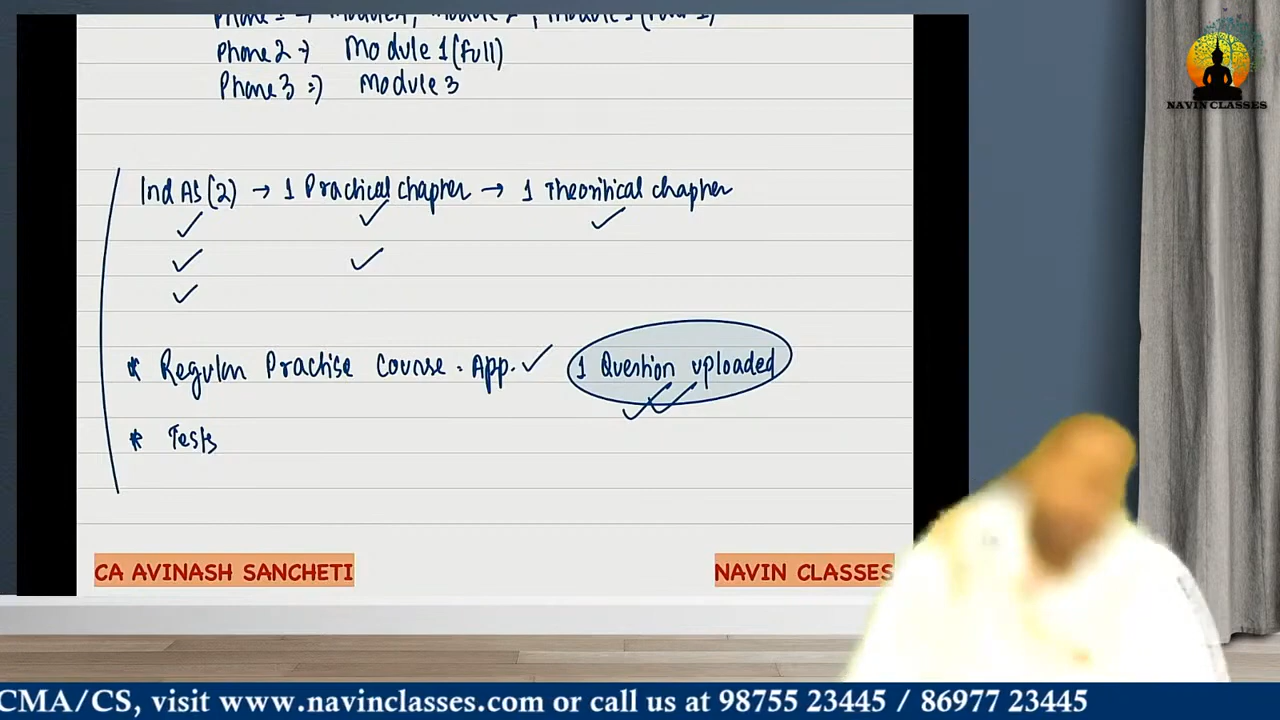 Phone 2 => Module 1 (Full)
Phone 3 => Module 3
NAVIN CLASSES
Ind AS (2) → 1 Practical chapter → 1 Theoritical chapter
* Regular Practise Course. App. ✓ 1 Question uploaded
* Tests
CA AVINASH SANCHETI
NAVIN CLASSES
CMA/CS, visit www.navinclasses.com or call us at 98755 23445 / 86977 23445